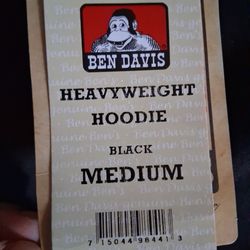 BEN DAVIS
HEAVYWEIGHT
HOODIE
BLACK
MEDIUM
7 15044 98441 3